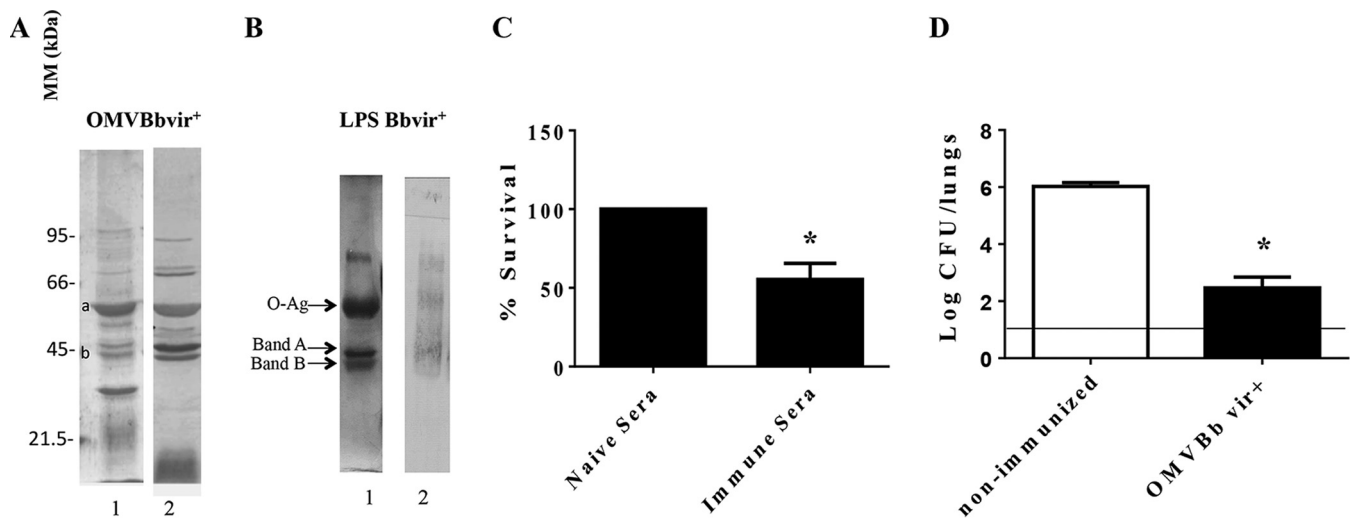 A
MM (kDa)
OMVBbvir⁺
95-
66-
a
45-
b
21.5-
1 2
B
LPS Bbvir⁺
O-Ag
Band A
Band B
1 2
C
% Survival
150
100
50
0
*
Naive Sera
Immune Sera
D
Log CFU/lungs
8
6
4
2
0
*
non-immunized
OMVBb vir+